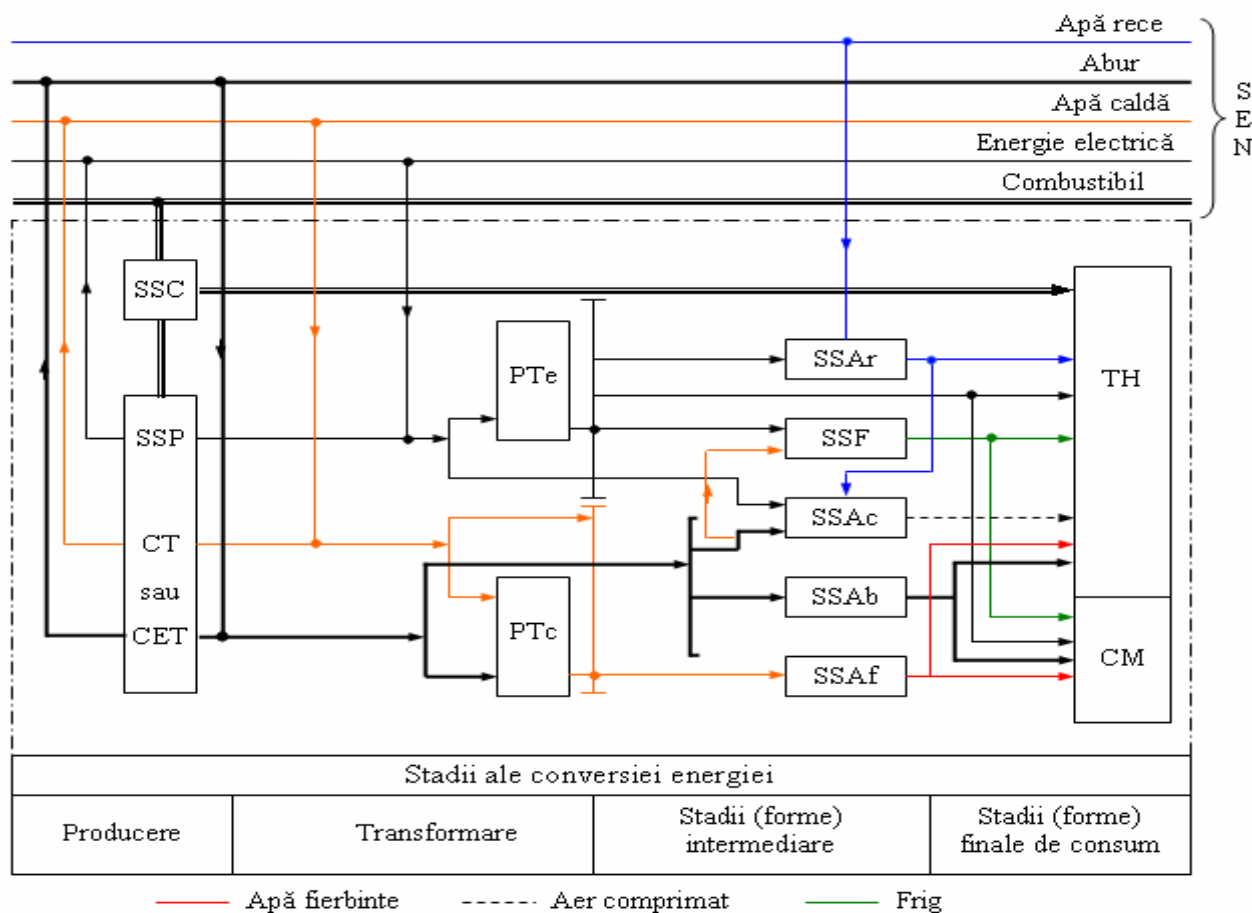 Apă rece
Abur
Apă caldă
Energie electrică
Combustibil
S
E
N
SSC
SSP
CT
sau
CET
PTe
PTc
SSAr
SSF
SSAc
SSAb
SSAf
TH
CM
Stadii ale conversiei energiei
Producere
Transformare
Stadii (forme)
intermediare
Stadii (forme)
finale de consum
Apă fierbinte
Aer comprimat
Frig